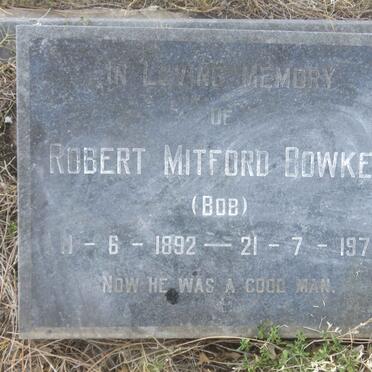 IN LOVING MEMORY
OF
ROBERT MITFORD BOWKE
(BOB)
11 - 6 - 1892 — 21 - 7 - 197
NOW HE WAS A GOOD MAN.